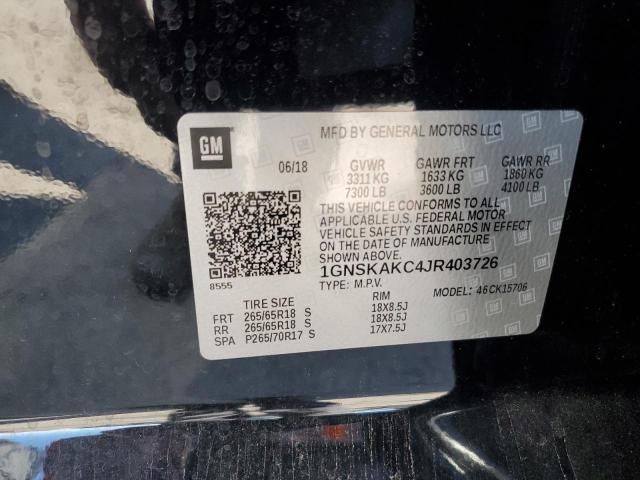 GM
MFD BY GENERAL MOTORS LLC
06/18 GVWR GAWR FRT GAWR RR
3311 KG 1633 KG 1860 KG
7300 LB 3600 LB 4100 LB
THIS VEHICLE CONFORMS TO ALL
APPLICABLE U.S. FEDERAL MOTOR
VEHICLE SAFETY STANDARDS IN EFFECT
ON THE DATE OF MANUFACTURE
SHOWN ABOVE.
8555
1GNSKAKC4JR403726
TYPE: M.P.V. MODEL: 46CK15706
TIRE SIZE RIM
FRT 265/65R18 S 18X8.5J
RR 265/65R18 S 18X8.5J
SPA P265/70R17 S 17X7.5J